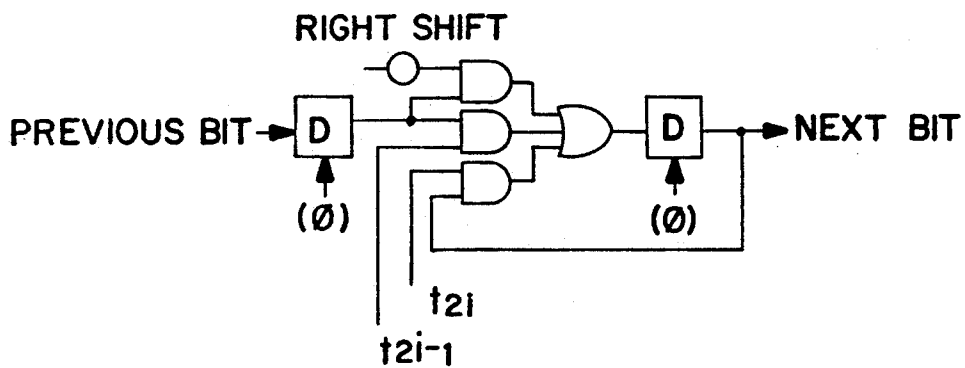 RIGHT SHIFT
PREVIOUS BIT D D NEXT BIT
(Ø) (Ø)
t2i
t2i-1